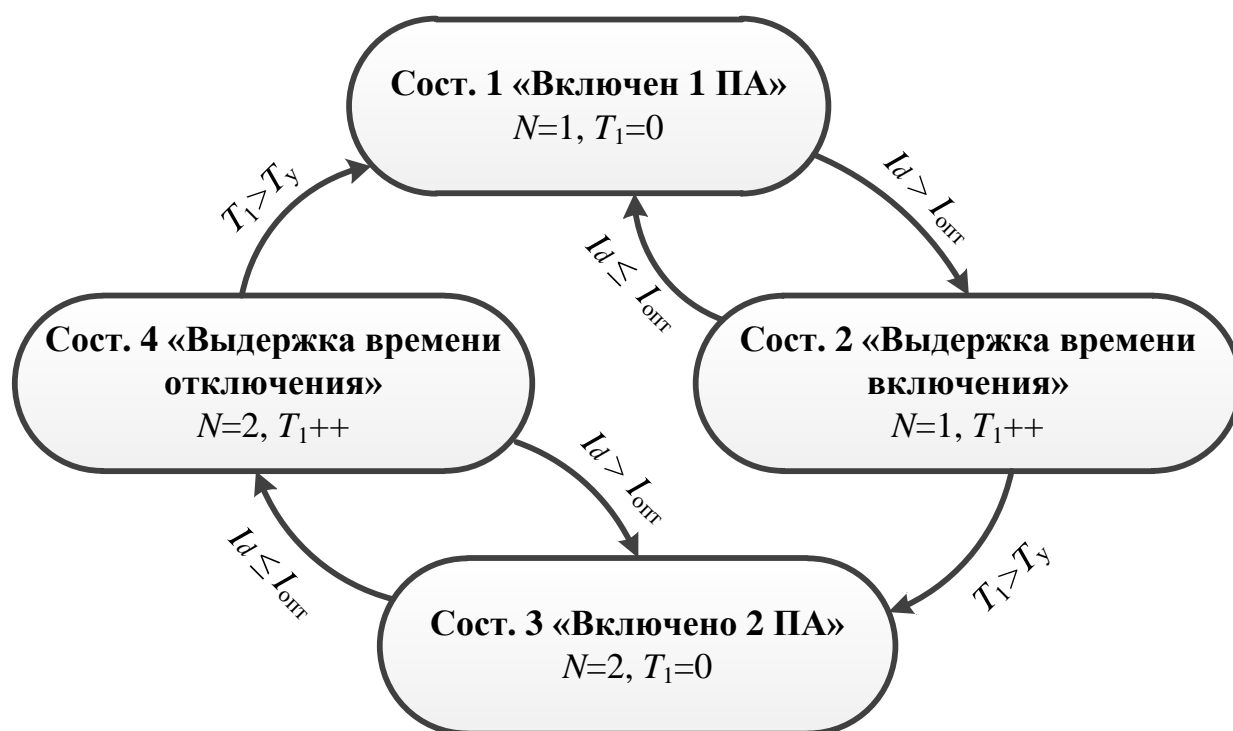 Сост. 1 «Включен 1 ПА»
N=1, T₁=0
T₁>Tу
I𝑑 > Iопт
I𝑑 ≤ Iопт
Сост. 4 «Выдержка времени
отключения»
N=2, T₁++
Сост. 2 «Выдержка времени
включения»
N=1, T₁++
I𝑑 > Iопт
I𝑑 ≤ Iопт
T₁>Tу
Сост. 3 «Включено 2 ПА»
N=2, T₁=0